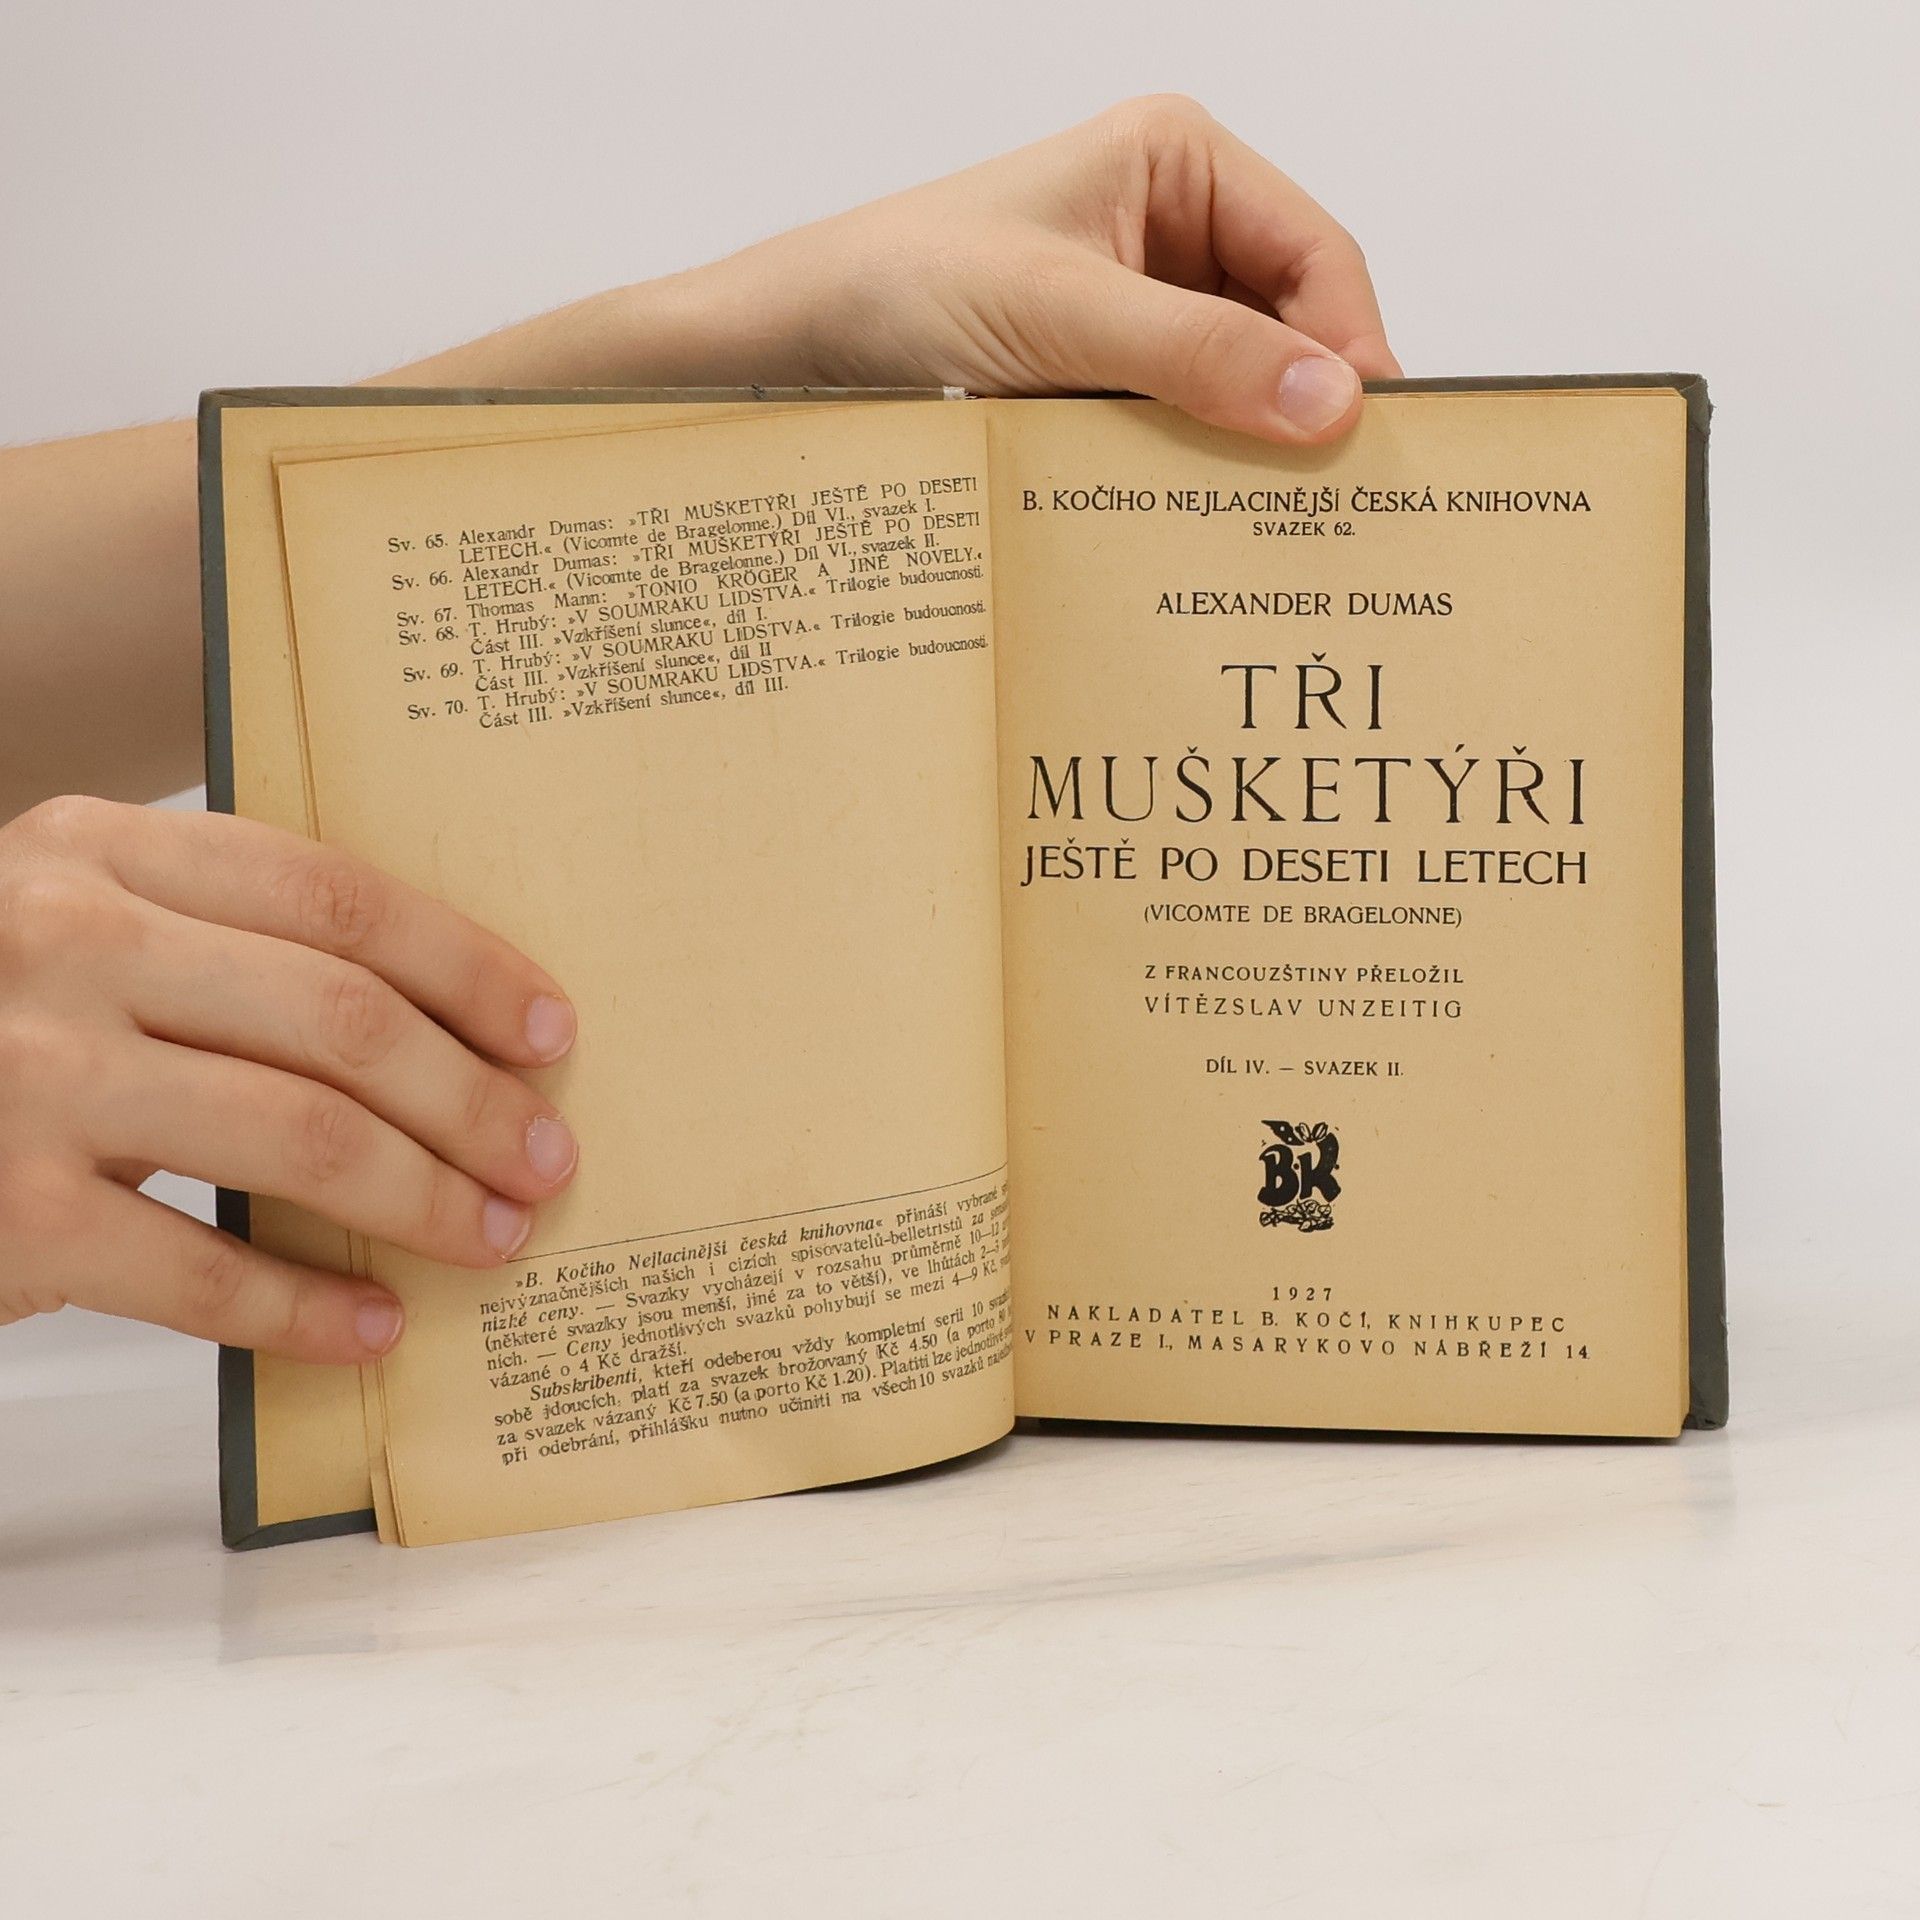 Sv. 65. Alexandr Dumas: »TŘI MUŠKETÝŘI JEŠTĚ PO DESETI
LETECH.« (Vicomte de Bragelonne.) Díl VI., svazek I.
Sv. 66. Alexandr Dumas: »TŘI MUŠKETÝŘI JEŠTĚ PO DESETI
LETECH.« (Vicomte de Bragelonne.) Díl VI., svazek II.
Sv. 67. Thomas Mann: »TONIO KRÖGER A JINÉ NOVELY.«
Sv. 68. T. Hrubý: »V SOUMRAKU LIDSTVA.« Trilogie budoucnosti.
Část III. »Vzkříšení slunce«, díl I.
Sv. 69. T. Hrubý: »V SOUMRAKU LIDSTVA.« Trilogie budoucnosti.
Část III. »Vzkříšení slunce«, díl II
Sv. 70. T. Hrubý: »V SOUMRAKU LIDSTVA.« Trilogie budoucnosti.
Část III. »Vzkříšení slunce«, díl III.
»B. Kočího Nejlacinější česká knihovna« přináší vybrané
nejvýznačnějších našich i cizích spisovatelů-belletristů za
nízké ceny. — Svazky vycházejí v rozsahu průměrně 10—12
(některé svazky jsou menší, jiné za to větší), ve lhůtách 2—3
ních. — Ceny jednotlivých svazků pohybují se mezi 4—9 Kč,
vázané o 4 Kč dražší.
Subskribenti, kteří odeberou vždy kompletní serii 10
sobě jdoucích, platí za svazek brožovaný Kč 4.50 (a porto
za svazek vázaný Kč 7.50 (a porto Kč 1.20). Platiti lze
při odebrání, přihlášku nutno učiniti na všech 10 svazků
B. KOČÍHO NEJLACINĚJŠÍ ČESKÁ KNIHOVNA
SVAZEK 62.
ALEXANDER DUMAS
TŘI
MUŠKETÝŘI
JEŠTĚ PO DESETI LETECH
(VICOMTE DE BRAGELONNE)
Z FRANCOUZŠTINY PŘELOŽIL
VÍTĚZSLAV UNZEITIG
DÍL IV. — SVAZEK II.
B.K.
1927
NAKLADATEL B. KOČÍ, KNIHKUPEC
V PRAZE I., MASARYKOVO NÁBŘEŽÍ 14